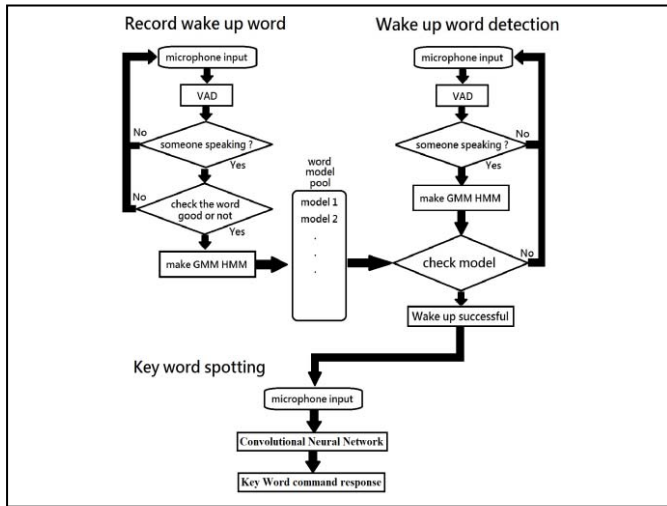 Record wake up word
microphone input
VAD
No
someone speaking ?
Yes
No
check the word
good or not
Yes
make GMM HMM
word
model
pool
model 1
model 2
.
.
.
Wake up word detection
microphone input
VAD
someone speaking ?
No
Yes
make GMM HMM
check model
No
Wake up successful
Key word spotting
microphone input
Convolutional Neural Network
Key Word command response